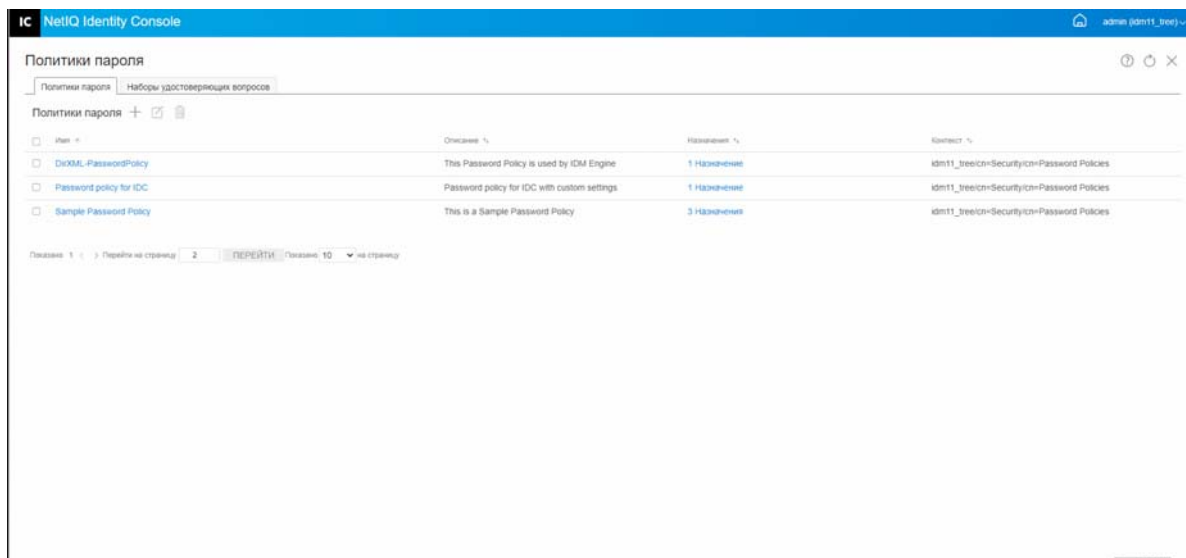 IC NetIQ Identity Console admin (idm11_tree)
Политики пароля
Политики пароля Наборы удостоверяющих вопросов
Политики пароля
Имя Описание Назначения Контекст
DirXML-PasswordPolicy This Password Policy is used by IDM Engine 1 Назначение idm11_tree/cn=Security/cn=Password Policies
Password policy for IDC Password policy for IDC with custom settings 1 Назначение idm11_tree/cn=Security/cn=Password Policies
Sample Password Policy This is a Sample Password Policy 3 Назначения idm11_tree/cn=Security/cn=Password Policies
Показано 1 Перейти на страницу 2 ПЕРЕЙТИ Показано 10 на страницу